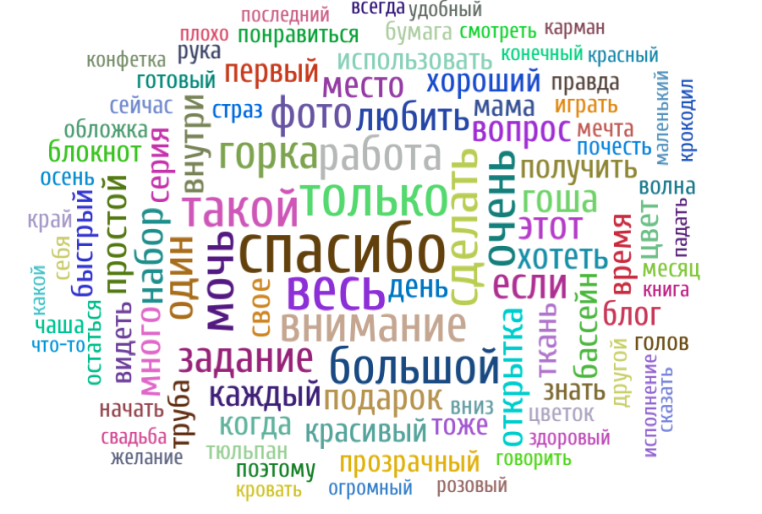 всегда
последний
удобный
плохо
понравиться
бумага
смотреть
карман
конфетка
рука
использовать
конечный
красный
готовый
первый
место
хороший
правда
маленький
крокодил
сейчас
страз
фото
любить
мама
играть
обложка
внутри
вопрос
мечта
блокнот
серия
горка
работа
почесть
осень
получить
волна
быстрый
простой
такой
только
сделать
очень
гоша
край
набор
этот
цвет
падать
себя
один
мочь
спасибо
хотеть
время
месяц
какой
свое
весь
день
если
книга
чаша
остаться
видеть
много
внимание
ткань
бассейн
блог
что-то
задание
большой
открытка
другой
голов
труба
каждый
подарок
знать
исполнение
сказать
начать
вниз
цветок
когда
красивый
тоже
свадьба
здоровый
желание
тюльпан
поэтому
прозрачный
говорить
кровать
огромный
розовый